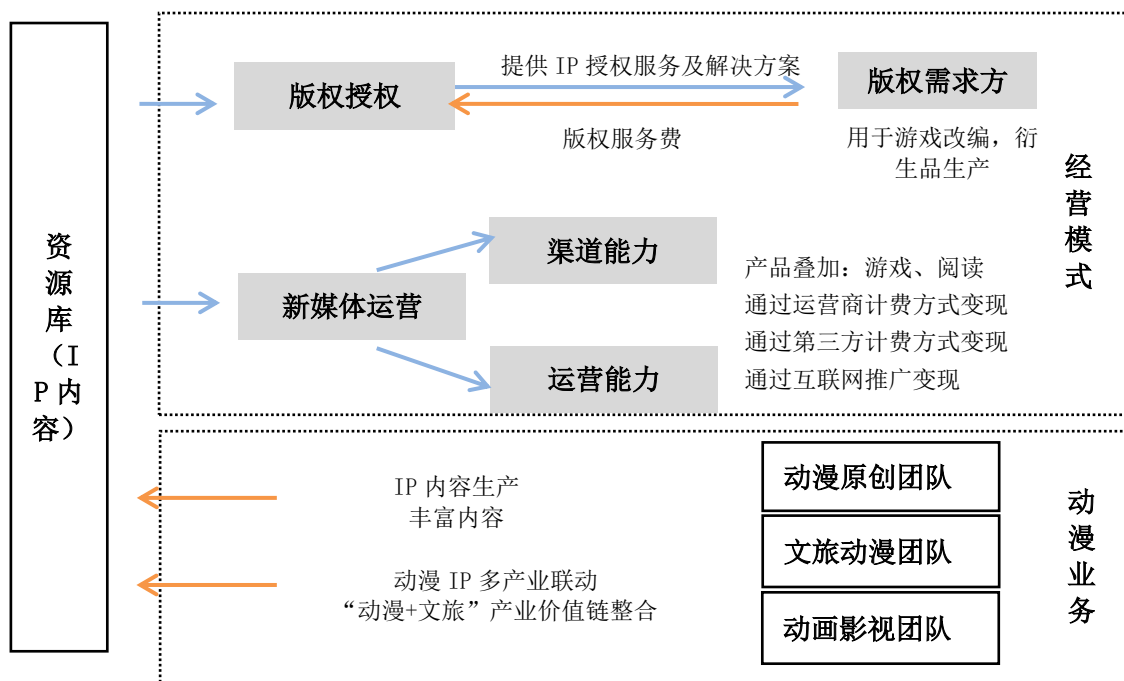 提供 IP 授权服务及解决方案
版权授权
版权需求方
版权服务费
用于游戏改编，衍
生品生产
经
营
模
式
资
源
库
（I
P 内
容）
渠道能力
新媒体运营
产品叠加：游戏、阅读
通过运营商计费方式变现
通过第三方计费方式变现
通过互联网推广变现
运营能力
IP 内容生产
丰富内容
动漫 IP 多产业联动
“动漫+文旅”产业价值链整合
动漫原创团队
文旅动漫团队
动画影视团队
动
漫
业
务